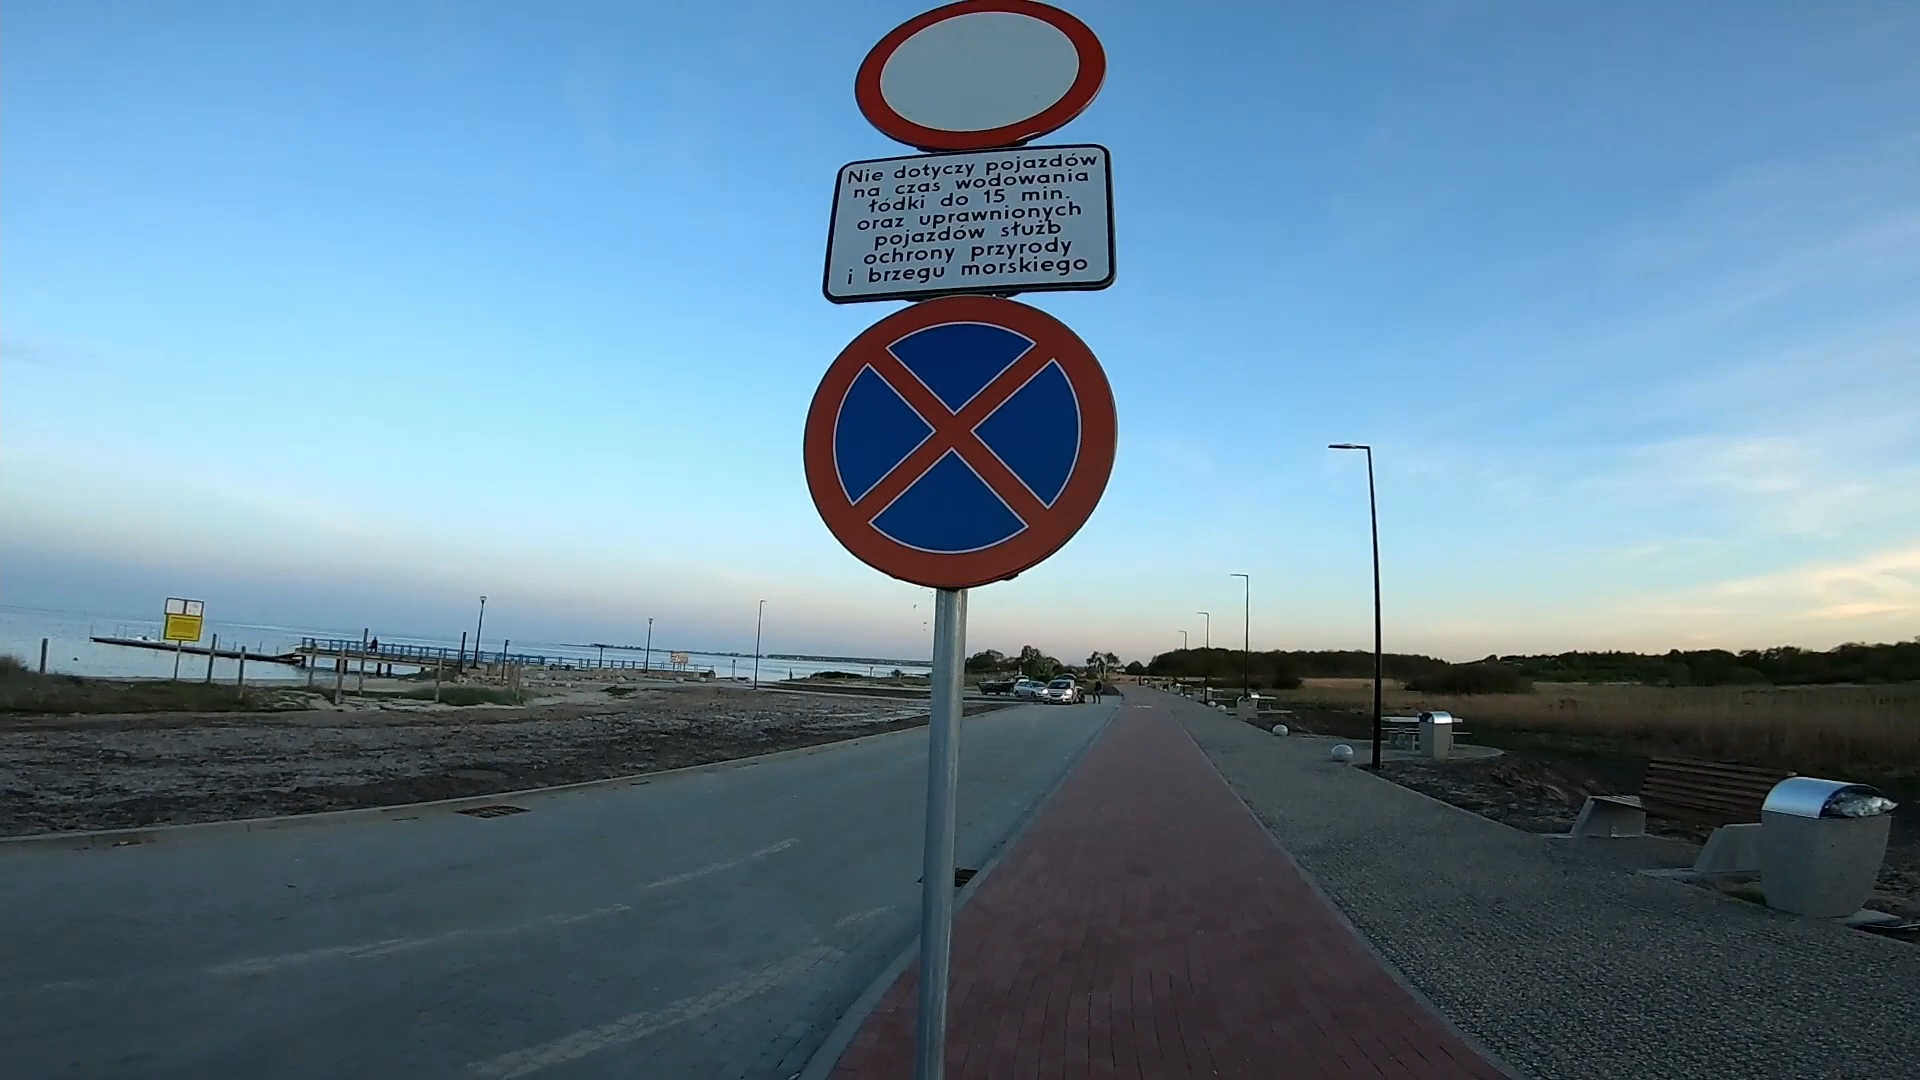 Nie dotyczy pojazdów
na czas wodowania
łódki do 15 min.
oraz uprawnionych
pojazdów służb
ochrony przyrody
i brzegu morskiego